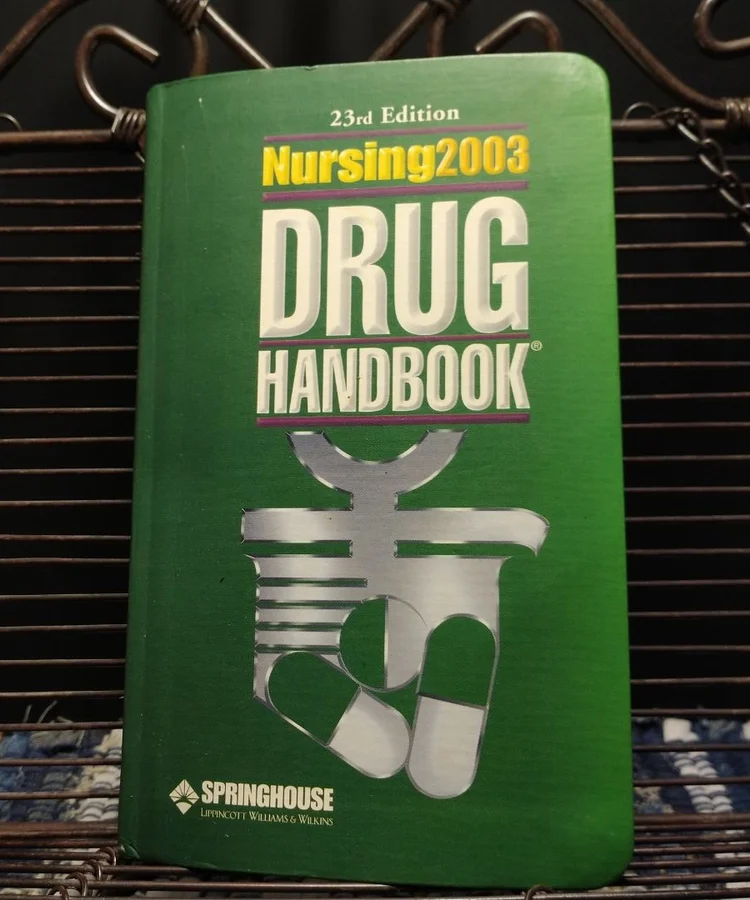 23rd Edition
Nursing2003
DRUG
HANDBOOK®
SPRINGHOUSE
LIPPINCOTT WILLIAMS & WILKINS